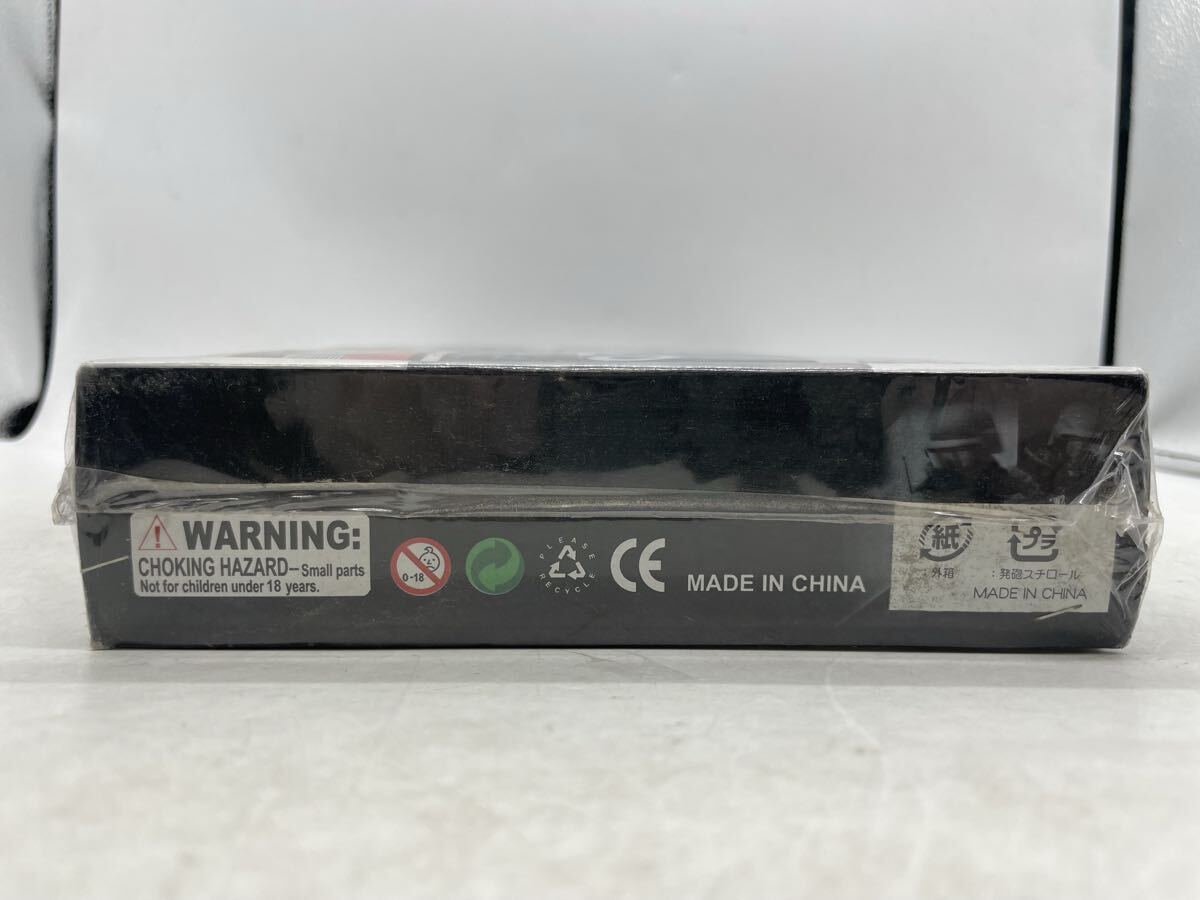 WARNING:
CHOKING HAZARD-Small parts
Not for children under 18 years.
0-18
PLEASE
RECYCLE
CE
MADE IN CHINA
紙 プラ
:外箱 :発砲スチロール
MADE IN CHINA